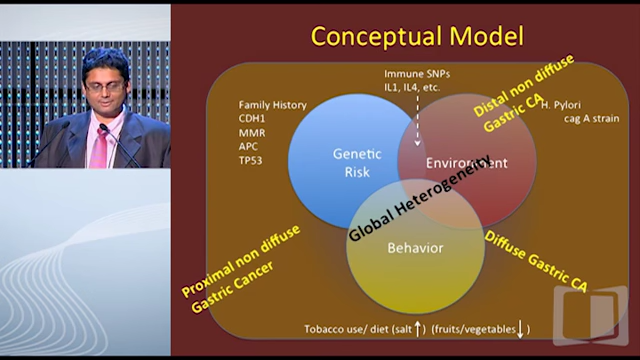 Conceptual Model
Immune SNPs
IL1, IL4, etc.
Distal non diffuse
Gastric CA
Family History
CDH1
MMR
APC
TP53
H. Pylori
cag A strain
Genetic
Risk
Environment
Global Heterogeneity
Behavior
Proximal non diffuse
Gastric Cancer
Diffuse Gastric CA
Tobacco use/ diet (salt ↑ ) (fruits/vegetables ↓ )